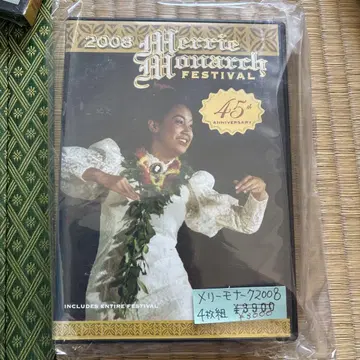 2008 Merrie
Monarch
FESTIVAL
45th
ANNIVERSARY
INCLUDES ENTIRE FESTIVAL
メリーモナーク2008
4枚組 ¥8900